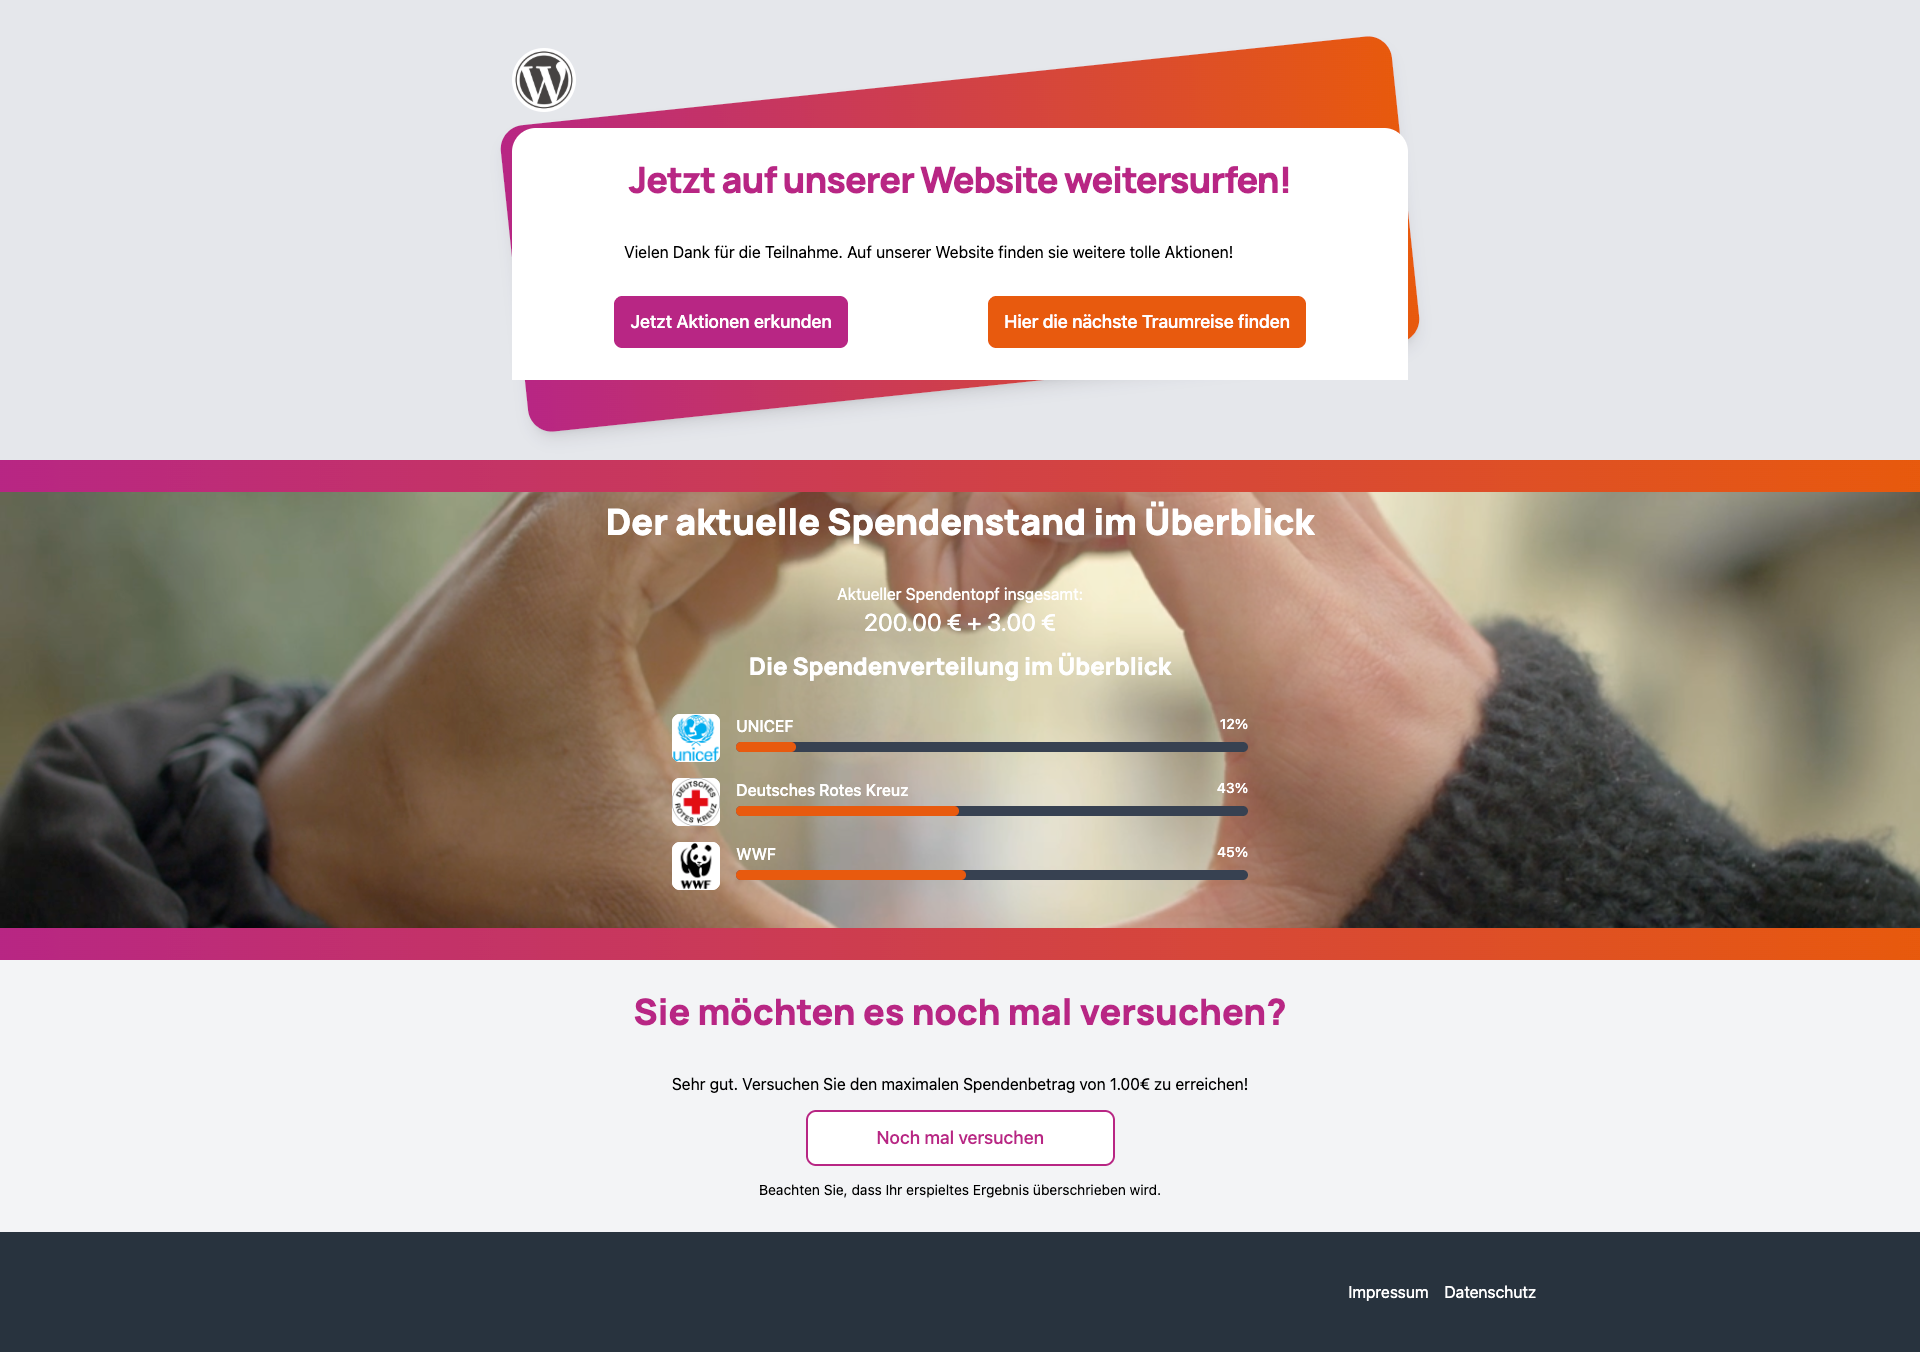 Jetzt auf unserer Website weitersurfen!
Vielen Dank für die Teilnahme. Auf unserer Website finden sie weitere tolle Aktionen!
Jetzt Aktionen erkunden
Hier die nächste Traumreise finden
Der aktuelle Spendenstand im Überblick
Aktueller Spendentopf insgesamt:
200.00 € + 3.00 €
Die Spendenverteilung im Überblick
unicef
UNICEF
12%
DEUTSCHES ROTES KREUZ
Deutsches Rotes Kreuz
43%
WWF
WWF
45%
Sie möchten es noch mal versuchen?
Sehr gut. Versuchen Sie den maximalen Spendenbetrag von 1.00€ zu erreichen!
Noch mal versuchen
Beachten Sie, dass Ihr erspieltes Ergebnis überschrieben wird.
Impressum
Datenschutz